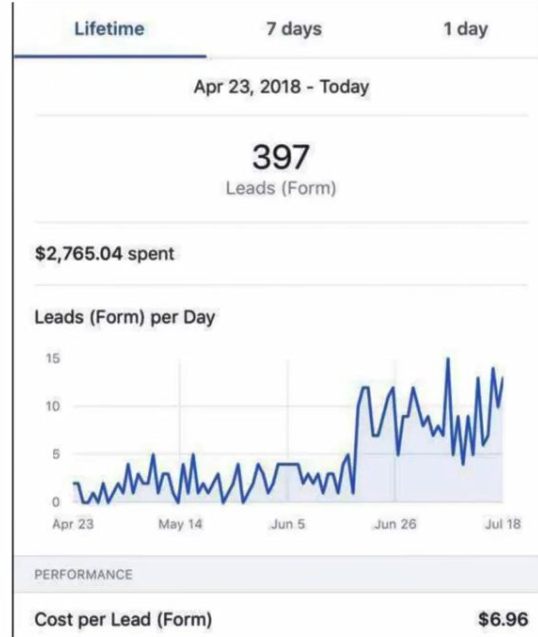 Lifetime 7 days 1 day
Apr 23, 2018 - Today
397
Leads (Form)
$2,765.04 spent
Leads (Form) per Day
15
10
5
0
Apr 23 May 14 Jun 5 Jun 26 Jul 18
PERFORMANCE
Cost per Lead (Form) $6.96